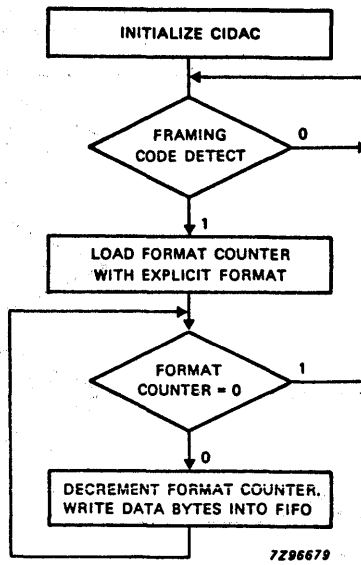 INITIALIZE CIDAC
FRAMING
CODE DETECT
0
1
LOAD FORMAT COUNTER
WITH EXPLICIT FORMAT
FORMAT
COUNTER = 0
1
0
DECREMENT FORMAT COUNTER.
WRITE DATA BYTES INTO FIFO
7Z96679